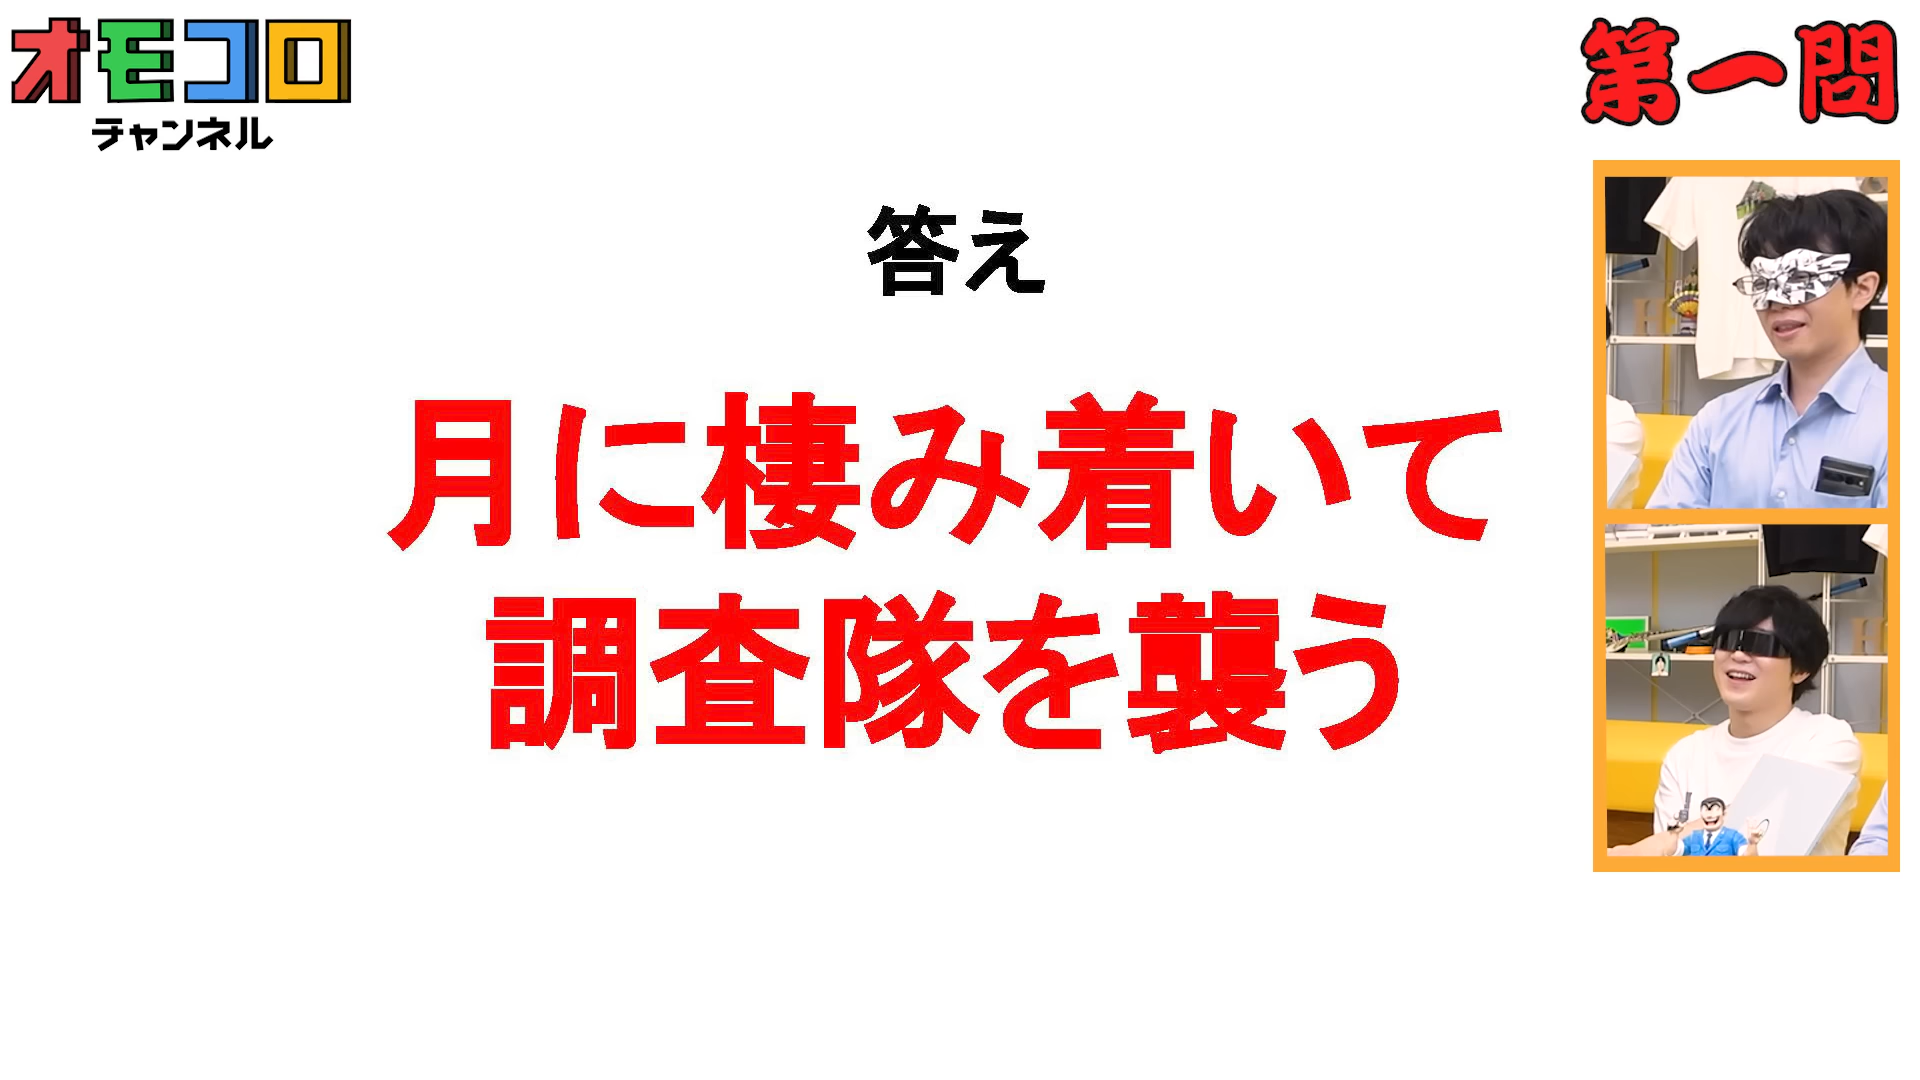 オモコロ
チャンネル
第一問
答え
月に棲み着いて
調査隊を襲う